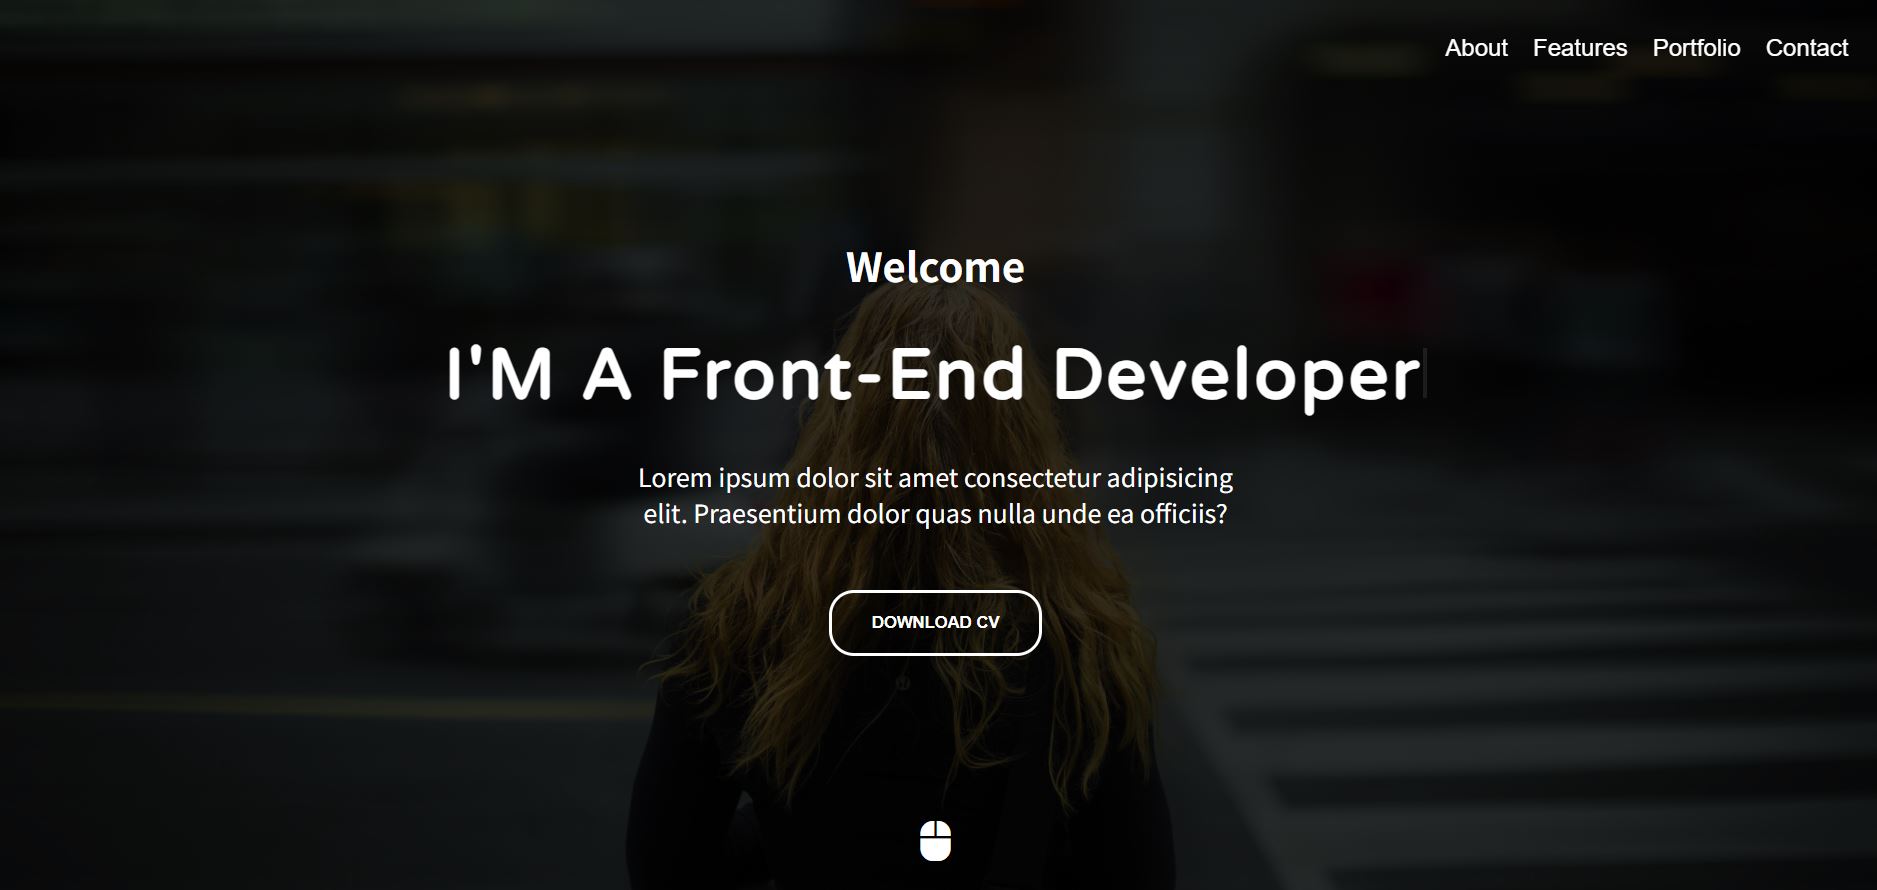 About Features Portfolio Contact
Welcome
I'M A Front-End Developer
Lorem ipsum dolor sit amet consectetur adipisicing
elit. Praesentium dolor quas nulla unde ea officiis?
DOWNLOAD CV